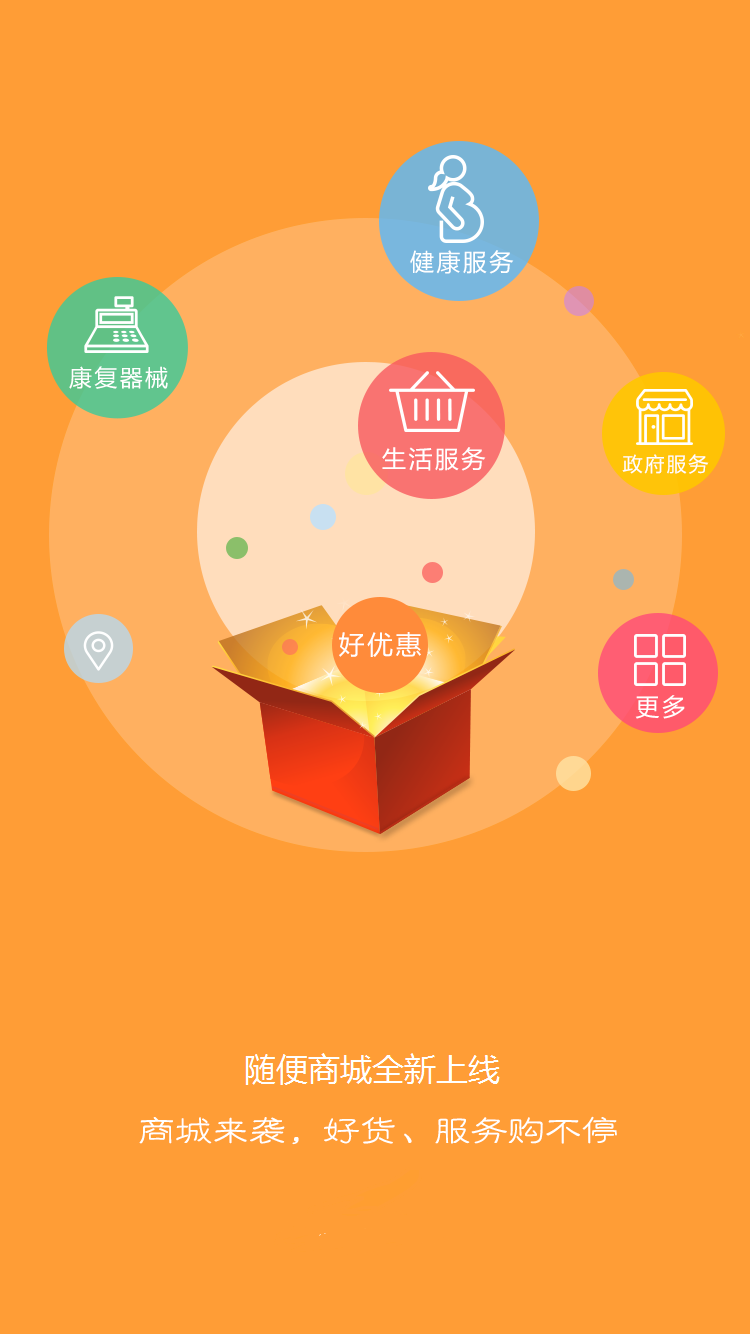 健康服务
康复器械
生活服务
政府服务
好优惠
更多
随便商城全新上线
商城来袭，好货、服务购不停